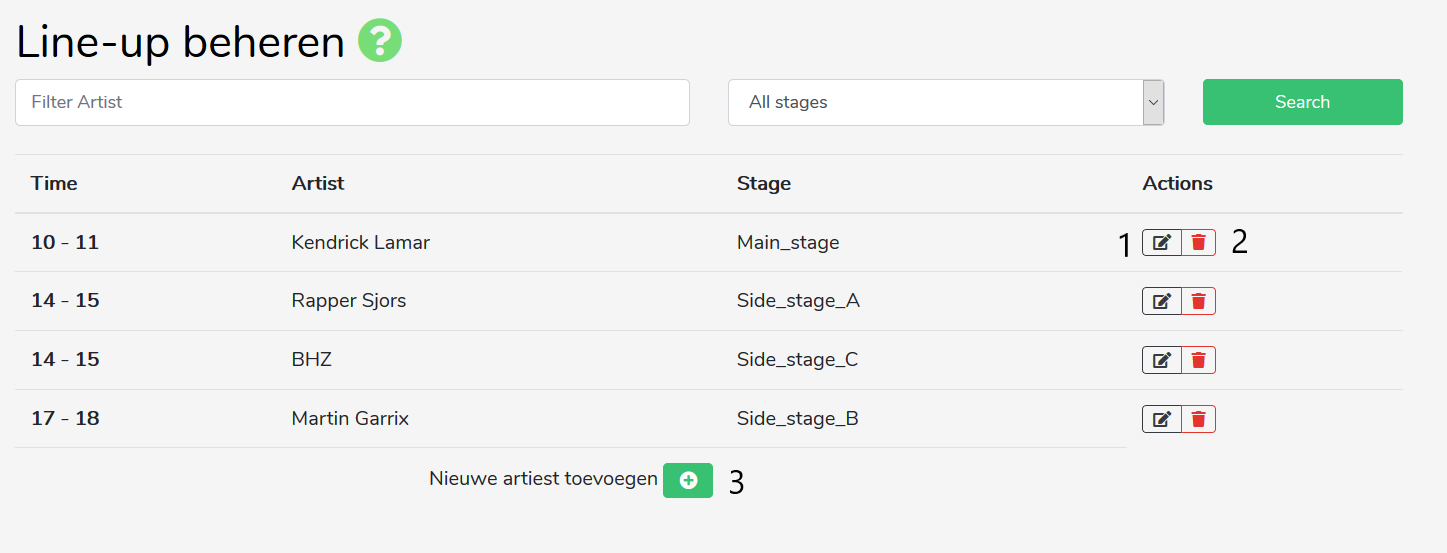 Line-up beheren ?
Filter Artist All stages Search
Time Artist Stage Actions
10 - 11 Kendrick Lamar Main_stage 1 2
14 - 15 Rapper Sjors Side_stage_A
14 - 15 BHZ Side_stage_C
17 - 18 Martin Garrix Side_stage_B
Nieuwe artiest toevoegen 3